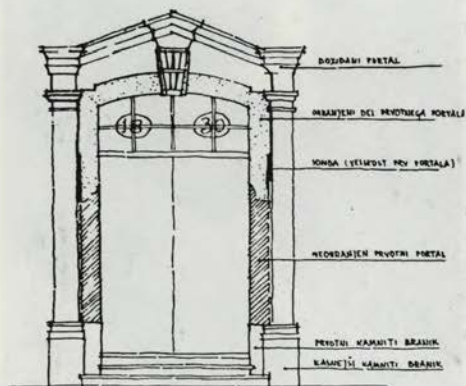 DOZIDANI PORTAL
OHRANJENI DEL PRVOTNEGA PORTALA
18 30
SONDA (VELIKOST PRV PORTALA)
NEOHRANJEN PRVOTNI PORTAL
PRVOTNI KAMNITI BRANIK
KASNEJŠI KAMNITI BRANIK